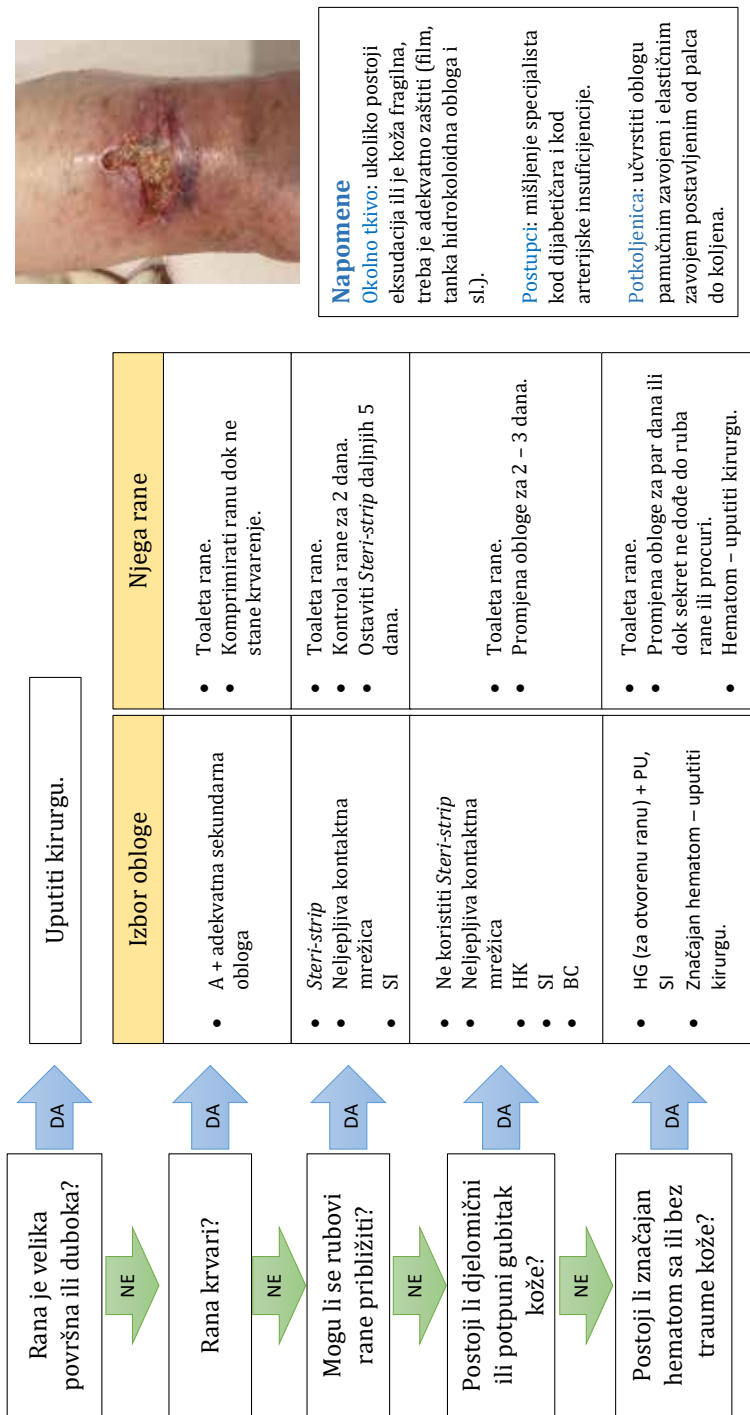 Rana je velika
površna ili duboka?
DA
Uputiti kirurgu.
NE
Izbor obloge
Njega rane
Rana krvari?
DA
• A + adekvatna sekundarna
obloga
• Toaleta rane.
• Komprimirati ranu dok ne
stane krvarenje.
NE
Mogu li se rubovi
rane približiti?
DA
• Steri-strip
• Neljepljiva kontaktna
mrežica
• SI
• Toaleta rane.
• Kontrola rane za 2 dana.
• Ostaviti Steri-strip daljnjih 5
dana.
NE
Postoji li djelomični
ili potpuni gubitak
kože?
DA
• Ne koristiti Steri-strip
• Neljepljiva kontaktna
mrežica
• HK
• SI
• BC
• Toaleta rane.
• Promjena obloge za 2 – 3 dana.
NE
Postoji li značajan
hematom sa ili bez
traume kože?
DA
• HG (za otvorenu ranu) + PU,
SI
• Značajan hematom – uputiti
kirurgu.
• Toaleta rane.
• Promjena obloge za par dana ili
dok sekret ne dođe do ruba
rane ili procuri.
• Hematom – uputiti kirurgu.
Napomene
Okolno tkivo: ukoliko postoji
eksudacija ili je koža fragilna,
treba je adekvatno zaštiti (film,
tanka hidrokoloidna obloga i
sl.).
Postupci: mišljenje specijalista
kod dijabetičara i kod
arterijske insuficijencije.
Potkoljenica: učvrstiti oblogu
pamučnim zavojem i elastičnim
zavojem postavljenim od palca
do koljena.